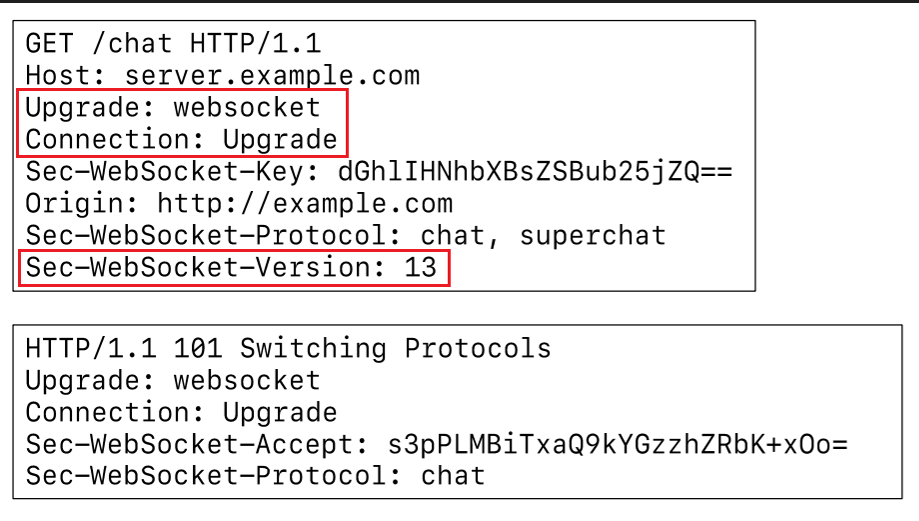 GET /chat HTTP/1.1
Host: server.example.com
Upgrade: websocket
Connection: Upgrade
Sec-WebSocket-Key: dGhlIHNhbXBsZSBub25jZQ==
Origin: http://example.com
Sec-WebSocket-Protocol: chat, superchat
Sec-WebSocket-Version: 13
HTTP/1.1 101 Switching Protocols
Upgrade: websocket
Connection: Upgrade
Sec-WebSocket-Accept: s3pPLMBiTxaQ9kYGzzhZRbK+xOo=
Sec-WebSocket-Protocol: chat